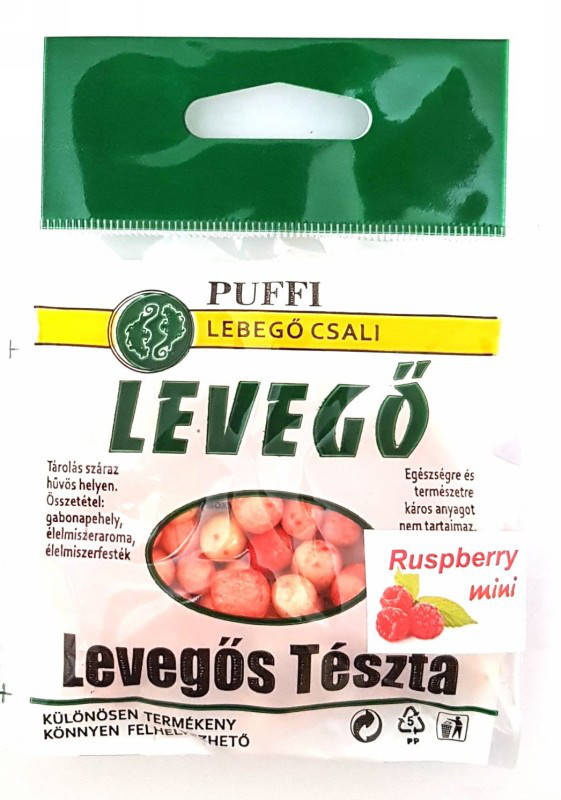 PUFFI
LEBEGŐ CSALI
LEVEGŐ
Tárolás száraz
hűvös helyen.
Összetétel:
gabonapehely,
élelmiszeraroma,
élelmiszerfesték
Egészségre és
természetre
káros anyagot
nem tartalmaz.
Ruspberry
mini
Levegős Tészta
KÜLÖNÖSEN TERMÉKENY
KÖNNYEN
5
PP